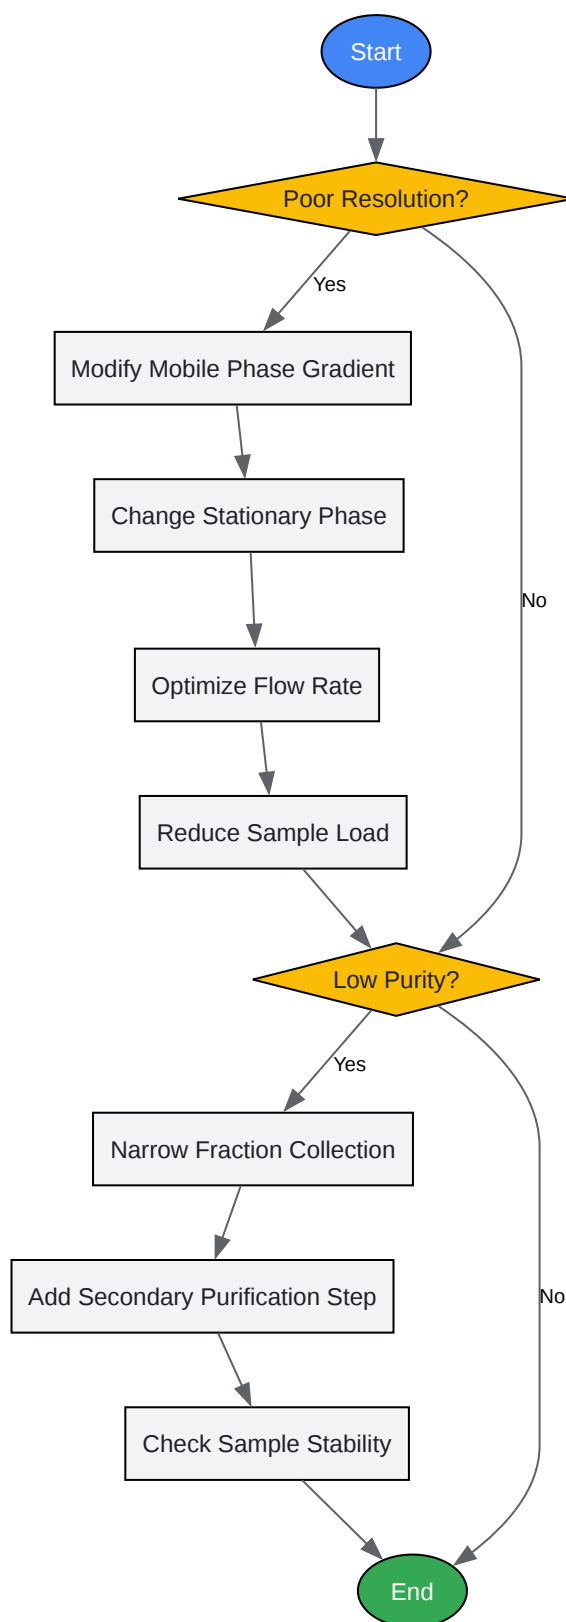 Start
Poor Resolution?
Yes
Modify Mobile Phase Gradient
Change Stationary Phase
No
Optimize Flow Rate
Reduce Sample Load
Low Purity?
Yes
Narrow Fraction Collection
Add Secondary Purification Step
No
Check Sample Stability
End